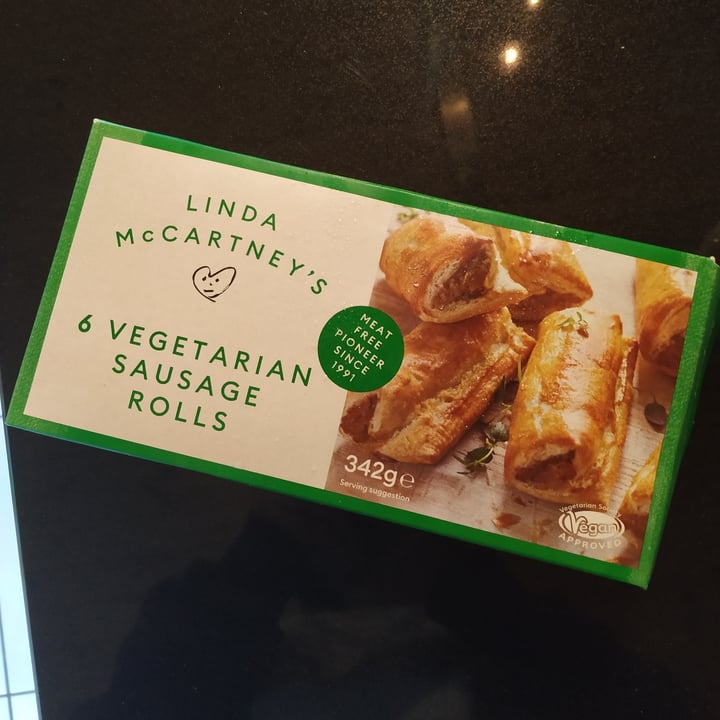 LINDA
McCARTNEY'S
6 VEGETARIAN
SAUSAGE
ROLLS
MEAT
FREE
PIONEER
SINCE
1991
342g℮
Serving suggestion
Vegetarian Society
Vegan
APPROVED